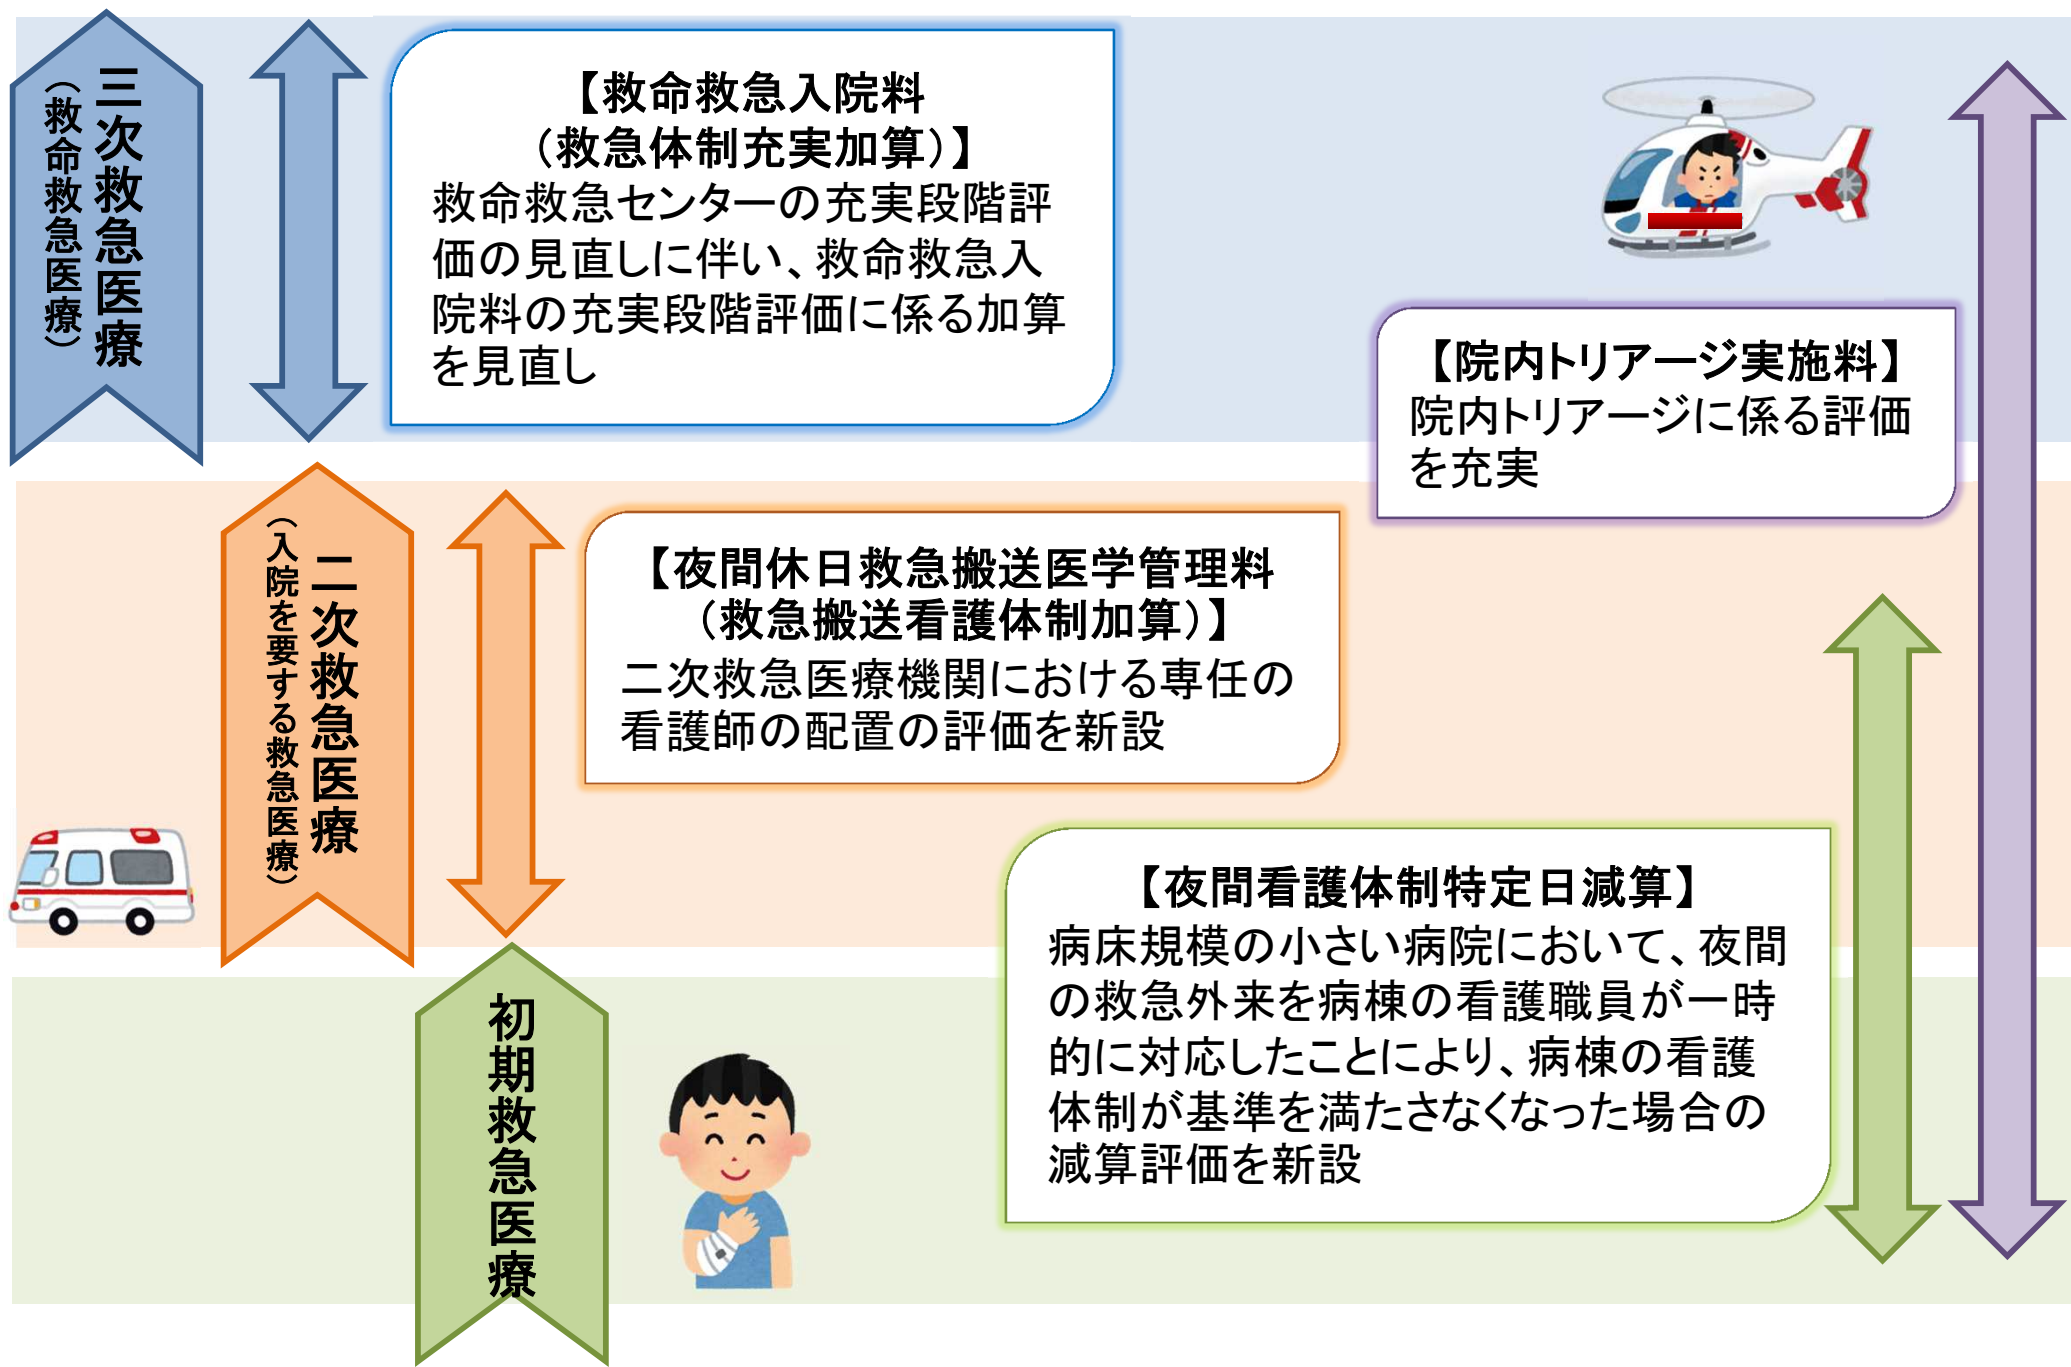 三次救急医療
（救命救急医療）
【救命救急入院料
（救急体制充実加算）】
救命救急センターの充実段階評
価の見直しに伴い、救命救急入
院料の充実段階評価に係る加算
を見直し
【院内トリアージ実施料】
院内トリアージに係る評価
を充実
二次救急医療
（入院を要する救急医療）
【夜間休日救急搬送医学管理料
（救急搬送看護体制加算）】
二次救急医療機関における専任の
看護師の配置の評価を新設
初期救急医療
【夜間看護体制特定日減算】
病床規模の小さい病院において、夜間
の救急外来を病棟の看護職員が一時
的に対応したことにより、病棟の看護
体制が基準を満たさなくなった場合の
減算評価を新設